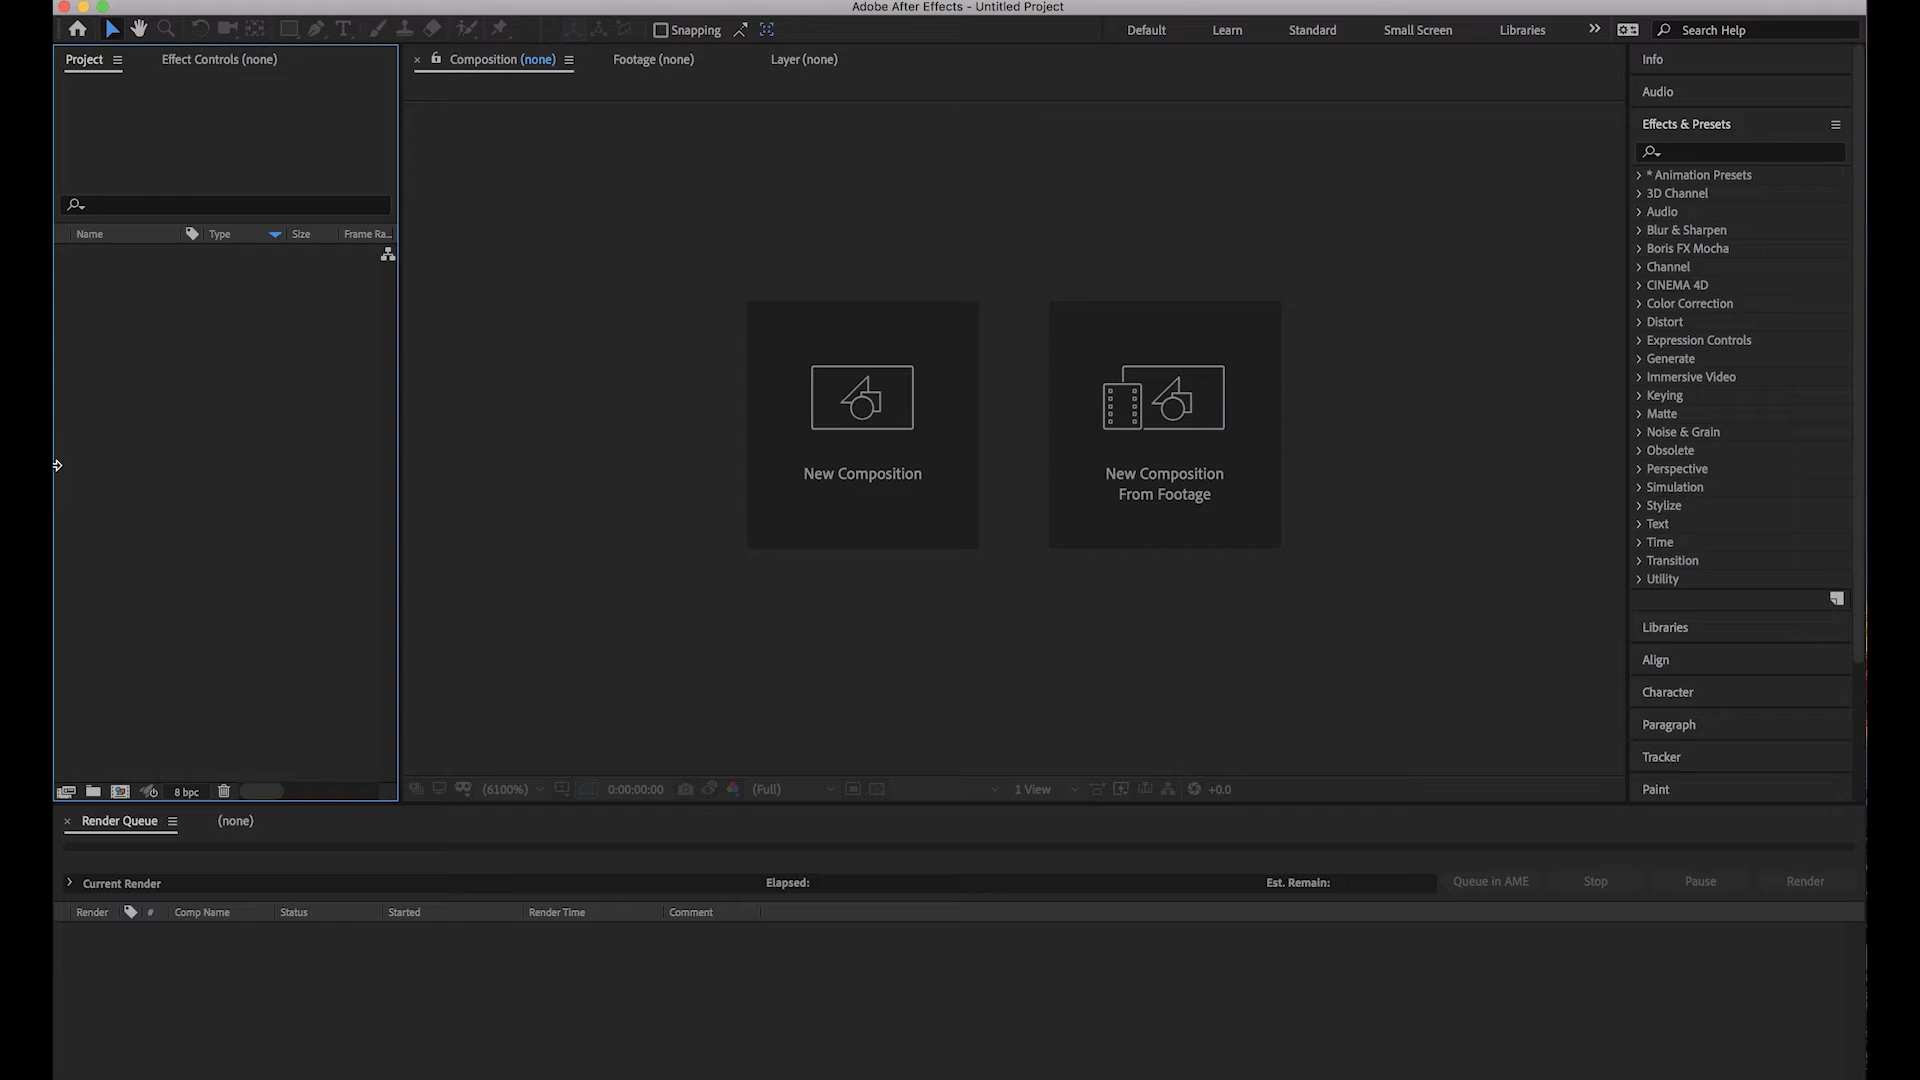 Adobe After Effects - Untitled Project
Snapping
Default
Learn
Standard
Small Screen
Libraries
Search Help
Project
Effect Controls (none)
Composition (none)
Footage (none)
Layer (none)
Name
Type
Size
Frame Ra...
New Composition
New Composition
From Footage
8 bpc
(6100%)
0:00:00:00
(Full)
1 View
+0.0
Info
Audio
Effects & Presets
* Animation Presets
3D Channel
Audio
Blur & Sharpen
Boris FX Mocha
Channel
CINEMA 4D
Color Correction
Distort
Expression Controls
Generate
Immersive Video
Keying
Matte
Noise & Grain
Obsolete
Perspective
Simulation
Stylize
Text
Time
Transition
Utility
Libraries
Align
Character
Paragraph
Tracker
Paint
Render Queue
(none)
Current Render
Elapsed:
Est. Remain:
Queue in AME
Stop
Pause
Render
Render
#
Comp Name
Status
Started
Render Time
Comment